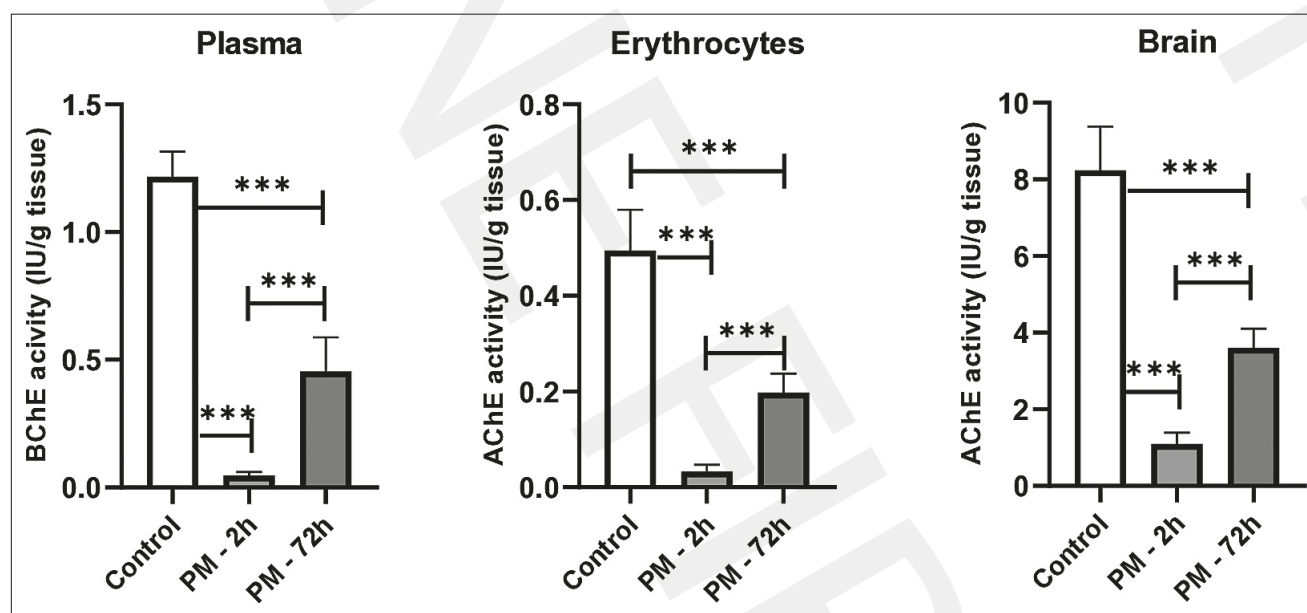 Plasma
BChE acivity (IU/g tissue)
1.5
1.0
0.5
0.0
***
***
***
Control
PM - 2h
PM - 72h
Erythrocytes
AChE activity (IU/g tissue)
0.8
0.6
0.4
0.2
0.0
***
***
***
Control
PM - 2h
PM - 72h
Brain
AChE activity (IU/g tissue)
10
8
6
4
2
0
***
***
***
Control
PM - 2h
PM - 72h